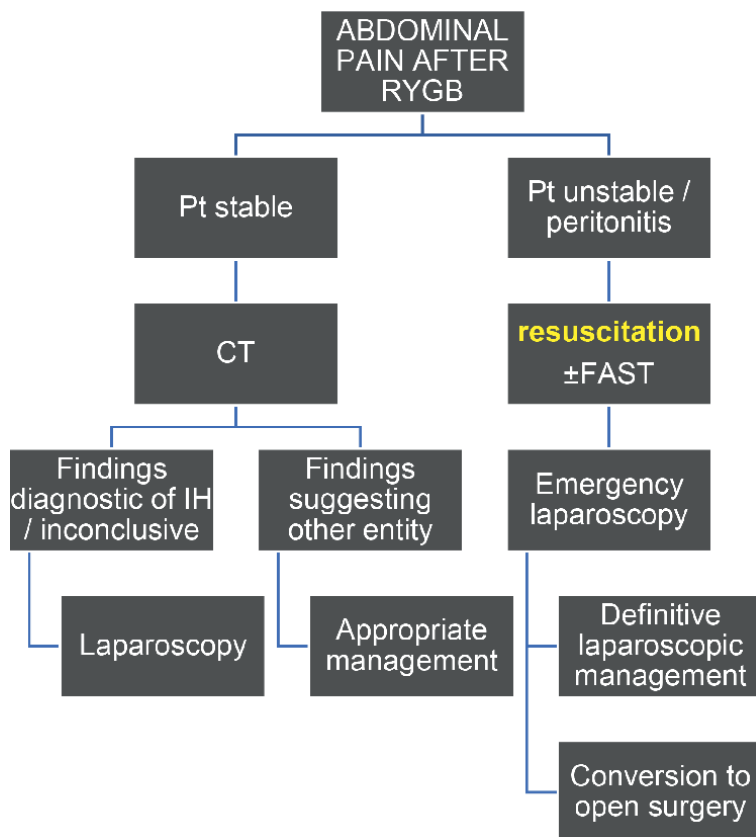 ABDOMINAL
PAIN AFTER
RYGB
Pt stable
Pt unstable /
peritonitis
CT
resuscitation
±FAST
Findings
diagnostic of IH
/ inconclusive
Findings
suggesting
other entity
Emergency
laparoscopy
Laparoscopy
Appropriate
management
Definitive
laparoscopic
management
Conversion to
open surgery